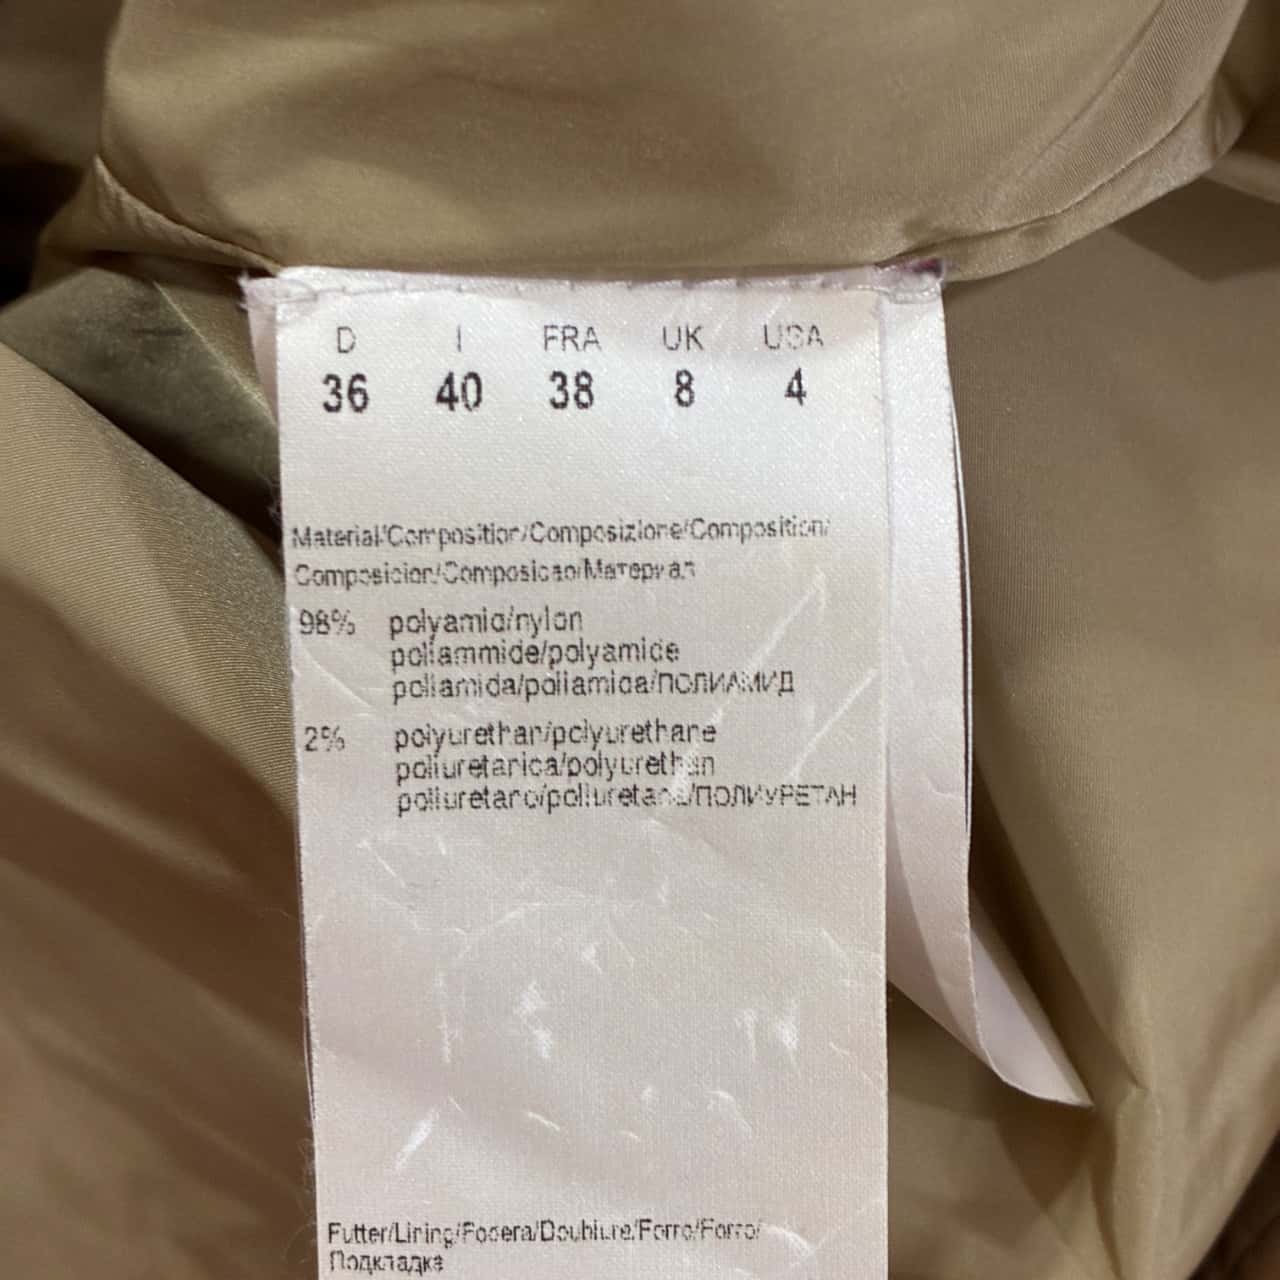 D I FRA UK USA
36 40 38 8 4
Material/Composition/Composizione/Composition/
Composicion/Composicao/Материал
98% polyamid/nylon
poliammide/polyamide
poliamida/poliamida/ПОЛИАМИД
2% polyurethan/polyurethane
poliuretanica/polyurethan
poliuretano/poliuretana/ПОЛИУРЕТАН
Futter/Lining/Fodera/Doublure/Forro/Forro/
Подкладка